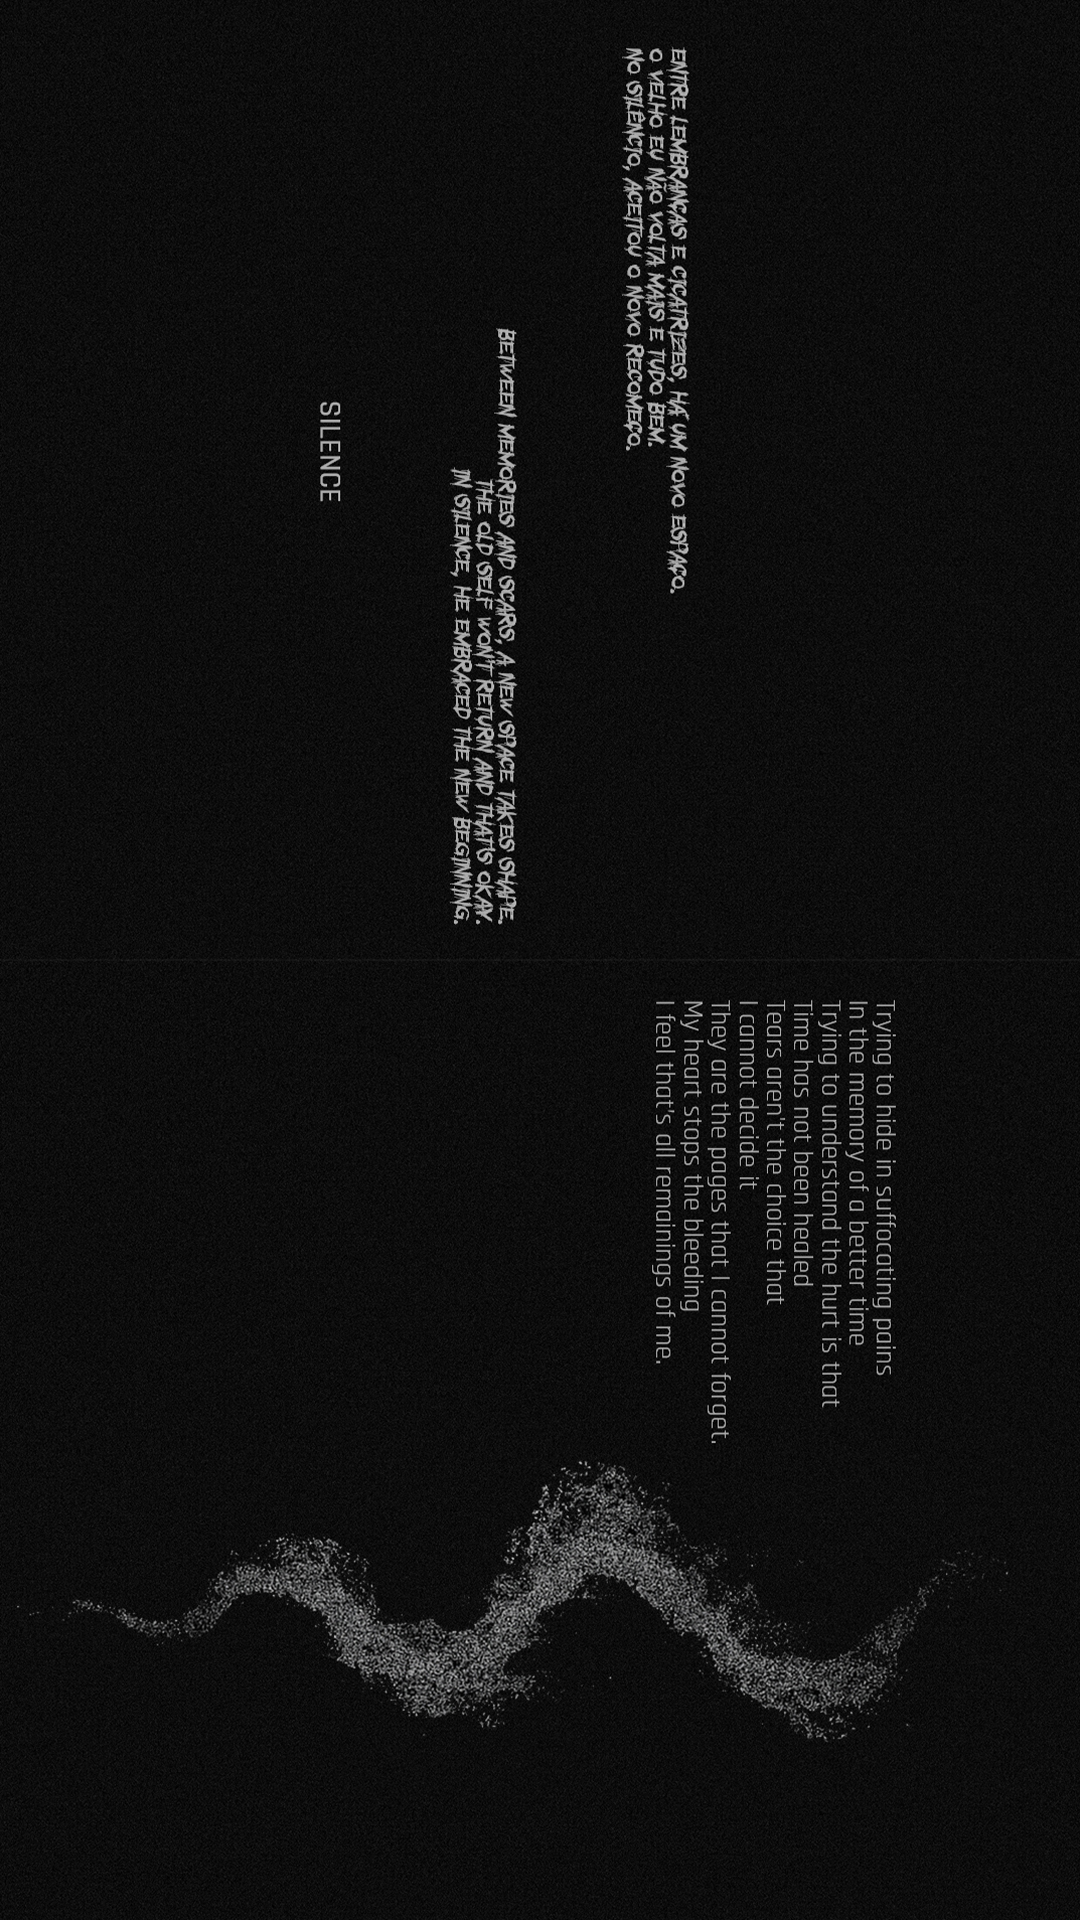 ENTRE LEMBRANÇAS E CICATRIZES, HÁ UM NOVO ESPAÇO.
O VELHO EU NÃO VOLTA MAIS E TUDO BEM.
NO SILÊNCIO, ACEITOU O NOVO RECOMEÇO.
BETWEEN MEMORIES AND SCARS, A NEW SPACE TAKES SHAPE.
THE OLD SELF WON'T RETURN AND THAT'S OKAY.
IN SILENCE, HE EMBRACED THE NEW BEGINNING.
SILENCE
Trying to hide in suffocating pains
In the memory of a better time
Trying to understand the hurt is that
Time has not been healed
Tears aren't the choice that
I cannot decide it
They are the pages that I cannot forget.
My heart stops the bleeding
I feel that's all remainings of me.